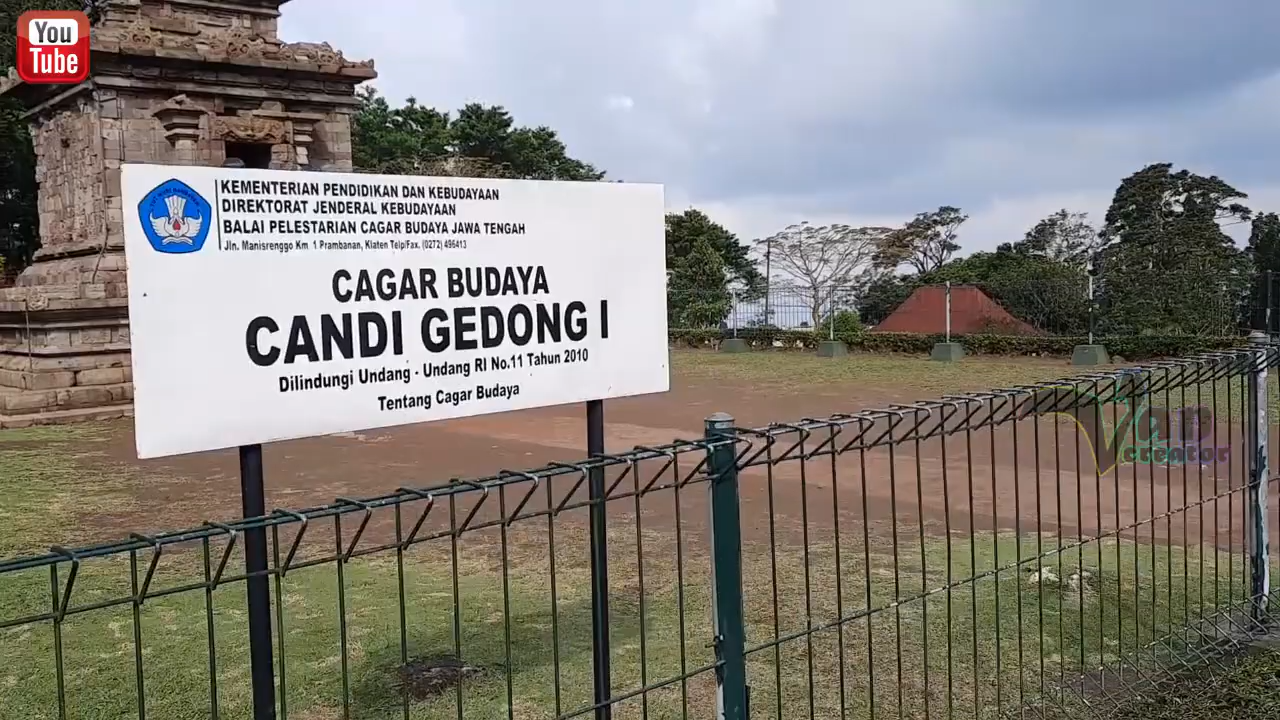 You
Tube
KEMENTERIAN PENDIDIKAN DAN KEBUDAYAAN
DIREKTORAT JENDERAL KEBUDAYAAN
BALAI PELESTARIAN CAGAR BUDAYA JAWA TENGAH
Jln. Manisrenggo Km 1 Prambanan, Klaten Telp/Fax. (0272) 496413
CAGAR BUDAYA
CANDI GEDONG I
Dilindungi Undang - Undang RI No.11 Tahun 2010
Tentang Cagar Budaya
creator